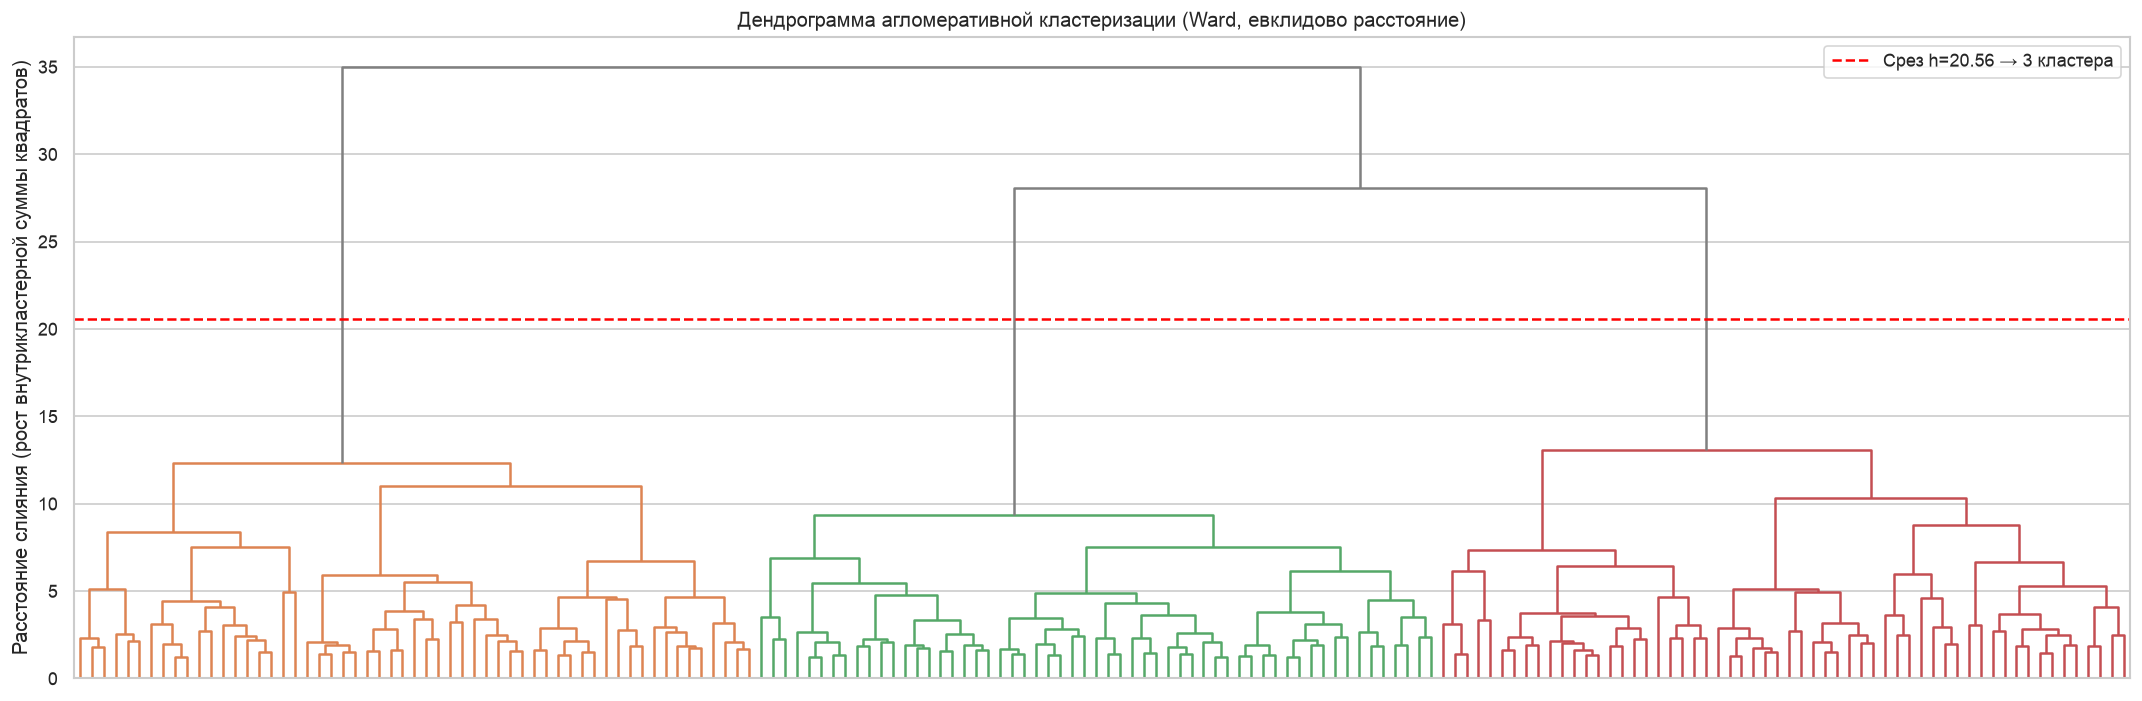 Дендрограмма агломеративной кластеризации (Ward, евклидово расстояние)
Срез h=20.56 → 3 кластера
Расстояние слияния (рост внутрикластерной суммы квадратов)
35
30
25
20
15
10
5
0